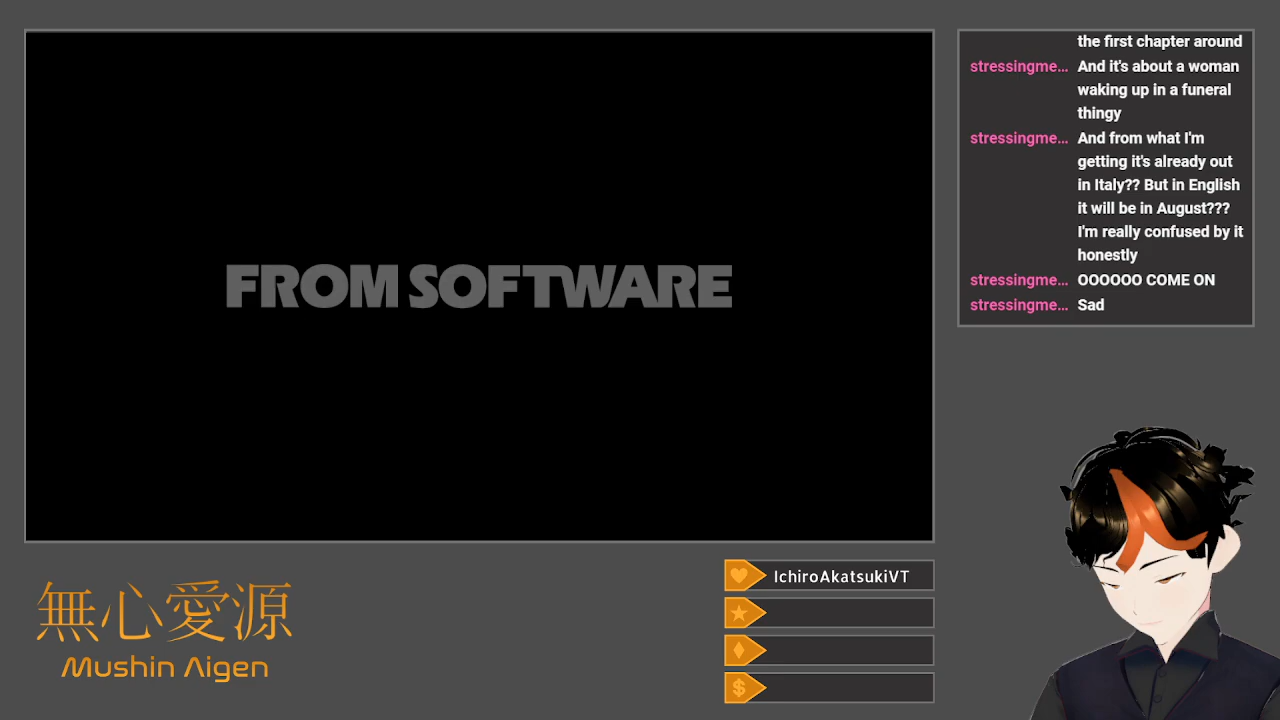 FROM SOFTWARE
the first chapter around
stressingme... And it's about a woman
waking up in a funeral
thingy
stressingme... And from what I'm
getting it's already out
in Italy?? But in English
it will be in August???
I'm really confused by it
honestly
stressingme... OOOOOO COME ON
stressingme... Sad
無心愛源
Mushin Aigen
IchiroAkatsukiVT
$